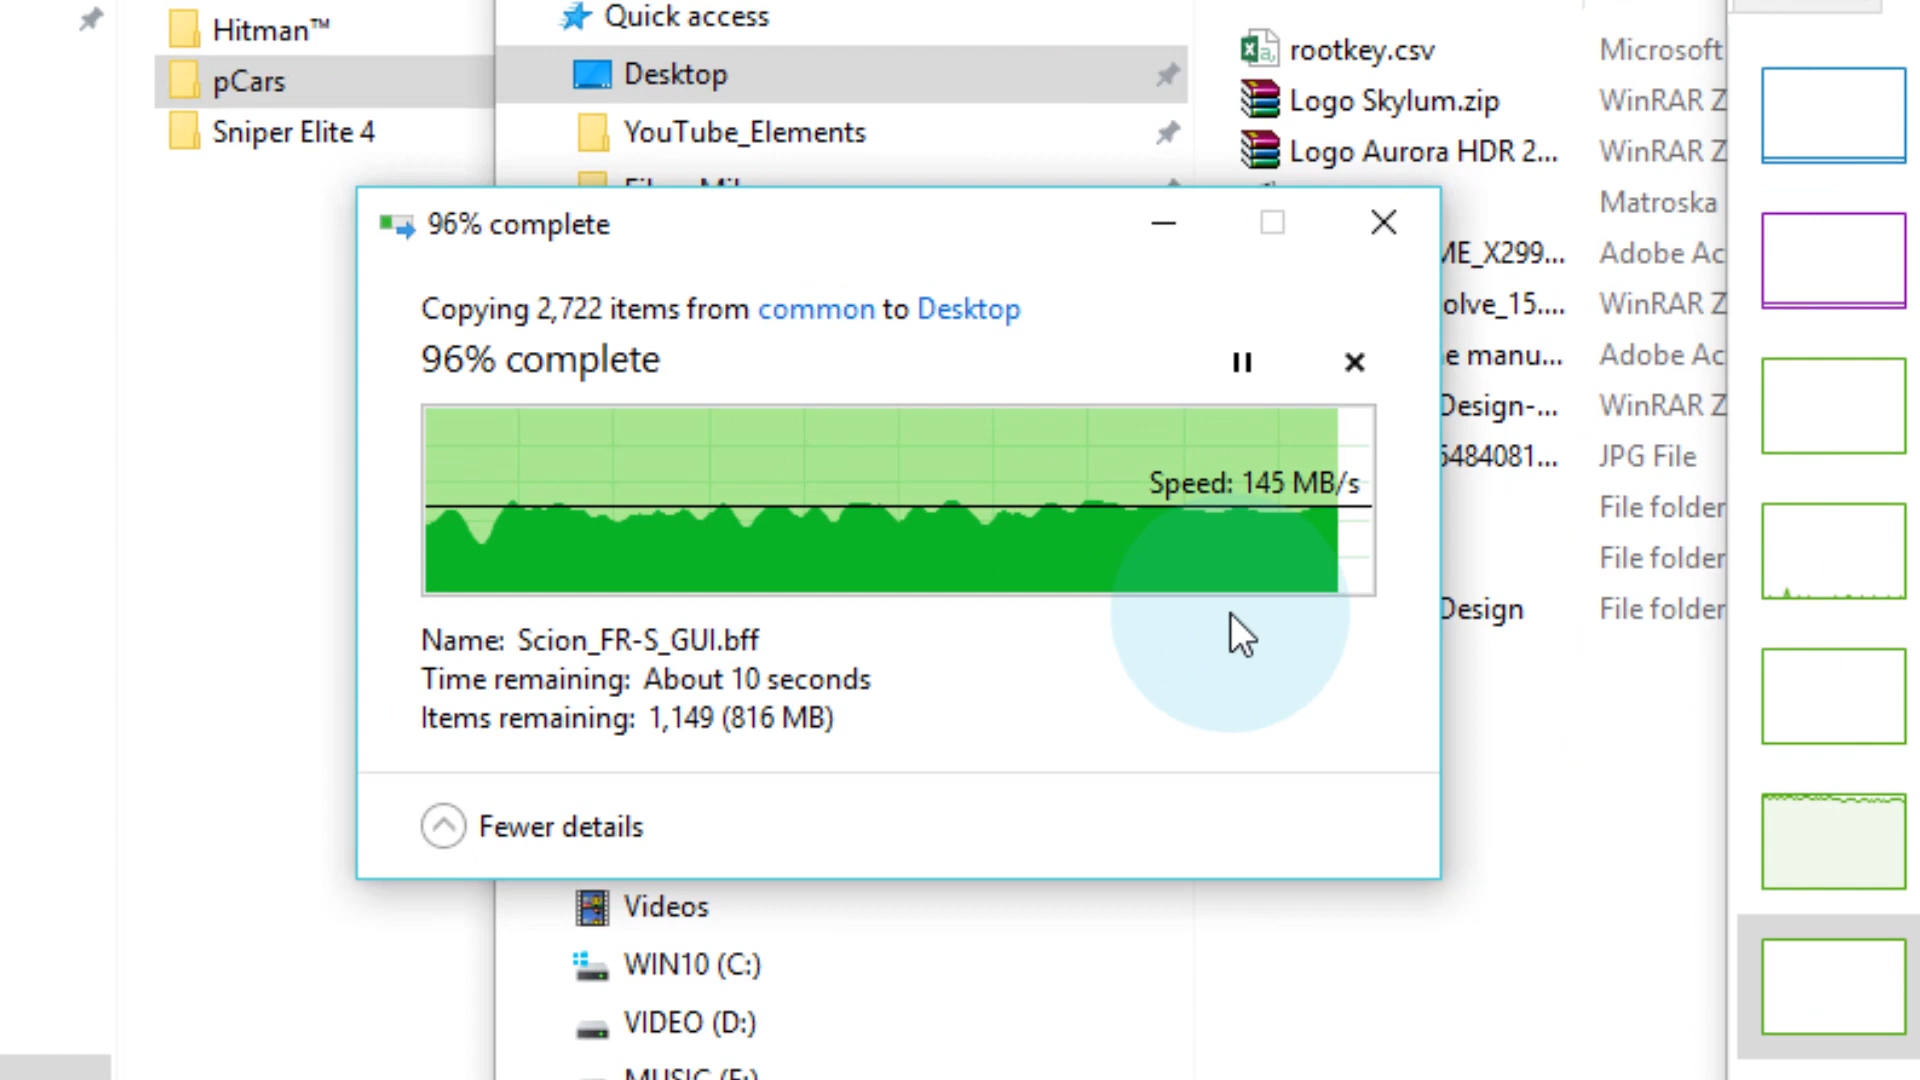 Hitman™
pCars
Sniper Elite 4
Quick access
Desktop
YouTube_Elements
rootkey.csv
Microsoft
Logo Skylum.zip
WinRAR Z
Logo Aurora HDR 2...
WinRAR Z
Matroska
ME_X299...
Adobe Ac
olve_15....
WinRAR Z
e manu...
Adobe Ac
Design-...
WinRAR Z
6484081...
JPG File
File folder
File folder
Design
File folder
96% complete
Copying 2,722 items from common to Desktop
96% complete
Speed: 145 MB/s
Name: Scion_FR-S_GUI.bff
Time remaining: About 10 seconds
Items remaining: 1,149 (816 MB)
Fewer details
Videos
WIN10 (C:)
VIDEO (D:)